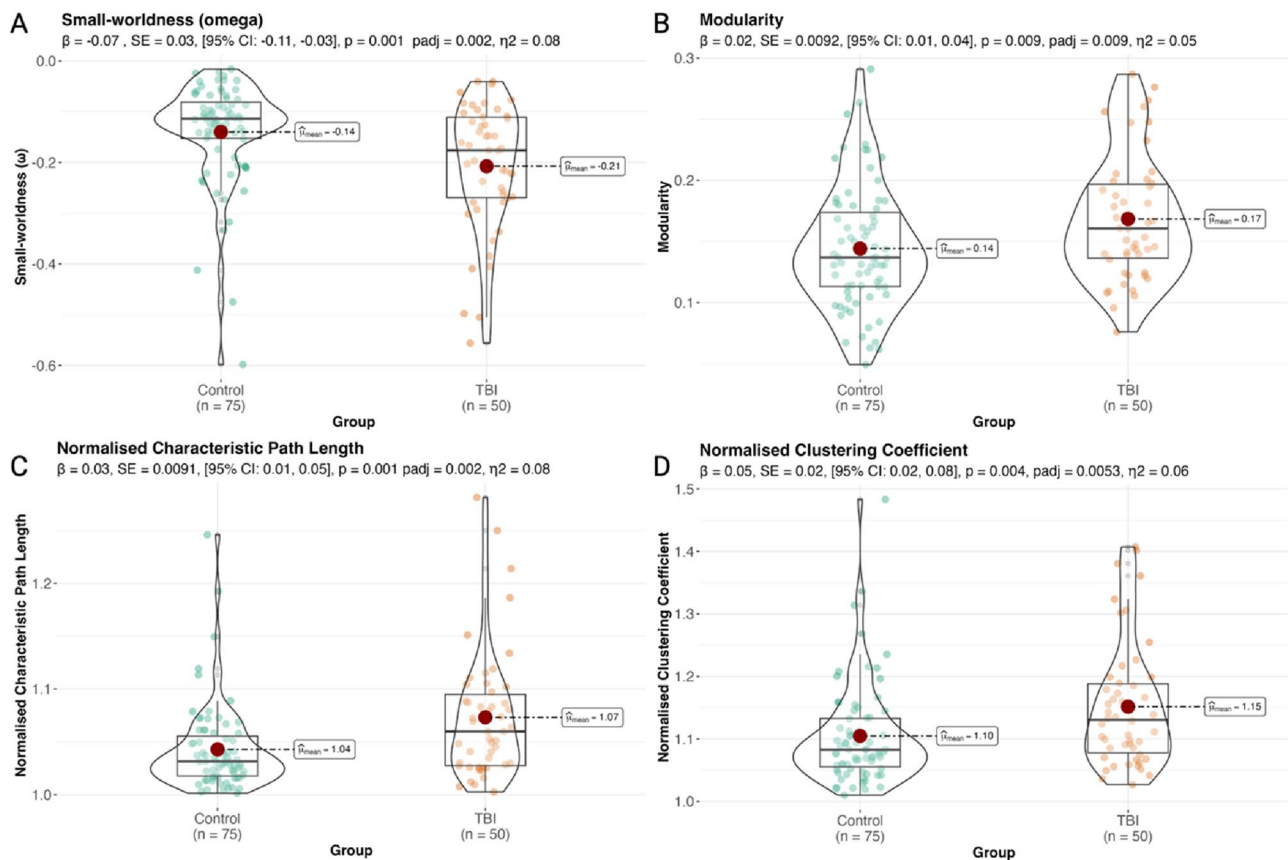 A
Small-worldness (omega)
β = -0.07 , SE = 0.03, [95% CI: -0.11, -0.03], p = 0.001 padj = 0.002, η2 = 0.08
0.0
-0.2
-0.4
-0.6
Small-worldness (ω)
μ̂mean = -0.14
μ̂mean = -0.21
Control
(n = 75)
TBI
(n = 50)
Group
B
Modularity
β = 0.02, SE = 0.0092, [95% CI: 0.01, 0.04], p = 0.009, padj = 0.009, η2 = 0.05
0.3
0.2
0.1
Modularity
μ̂mean = 0.14
μ̂mean = 0.17
Control
(n = 75)
TBI
(n = 50)
Group
C
Normalised Characteristic Path Length
β = 0.03, SE = 0.0091, [95% CI: 0.01, 0.05], p = 0.001 padj = 0.002, η2 = 0.08
1.2
1.1
1.0
Normalised Characteristic Path Length
μ̂mean = 1.04
μ̂mean = 1.07
Control
(n = 75)
TBI
(n = 50)
Group
D
Normalised Clustering Coefficient
β = 0.05, SE = 0.02, [95% CI: 0.02, 0.08], p = 0.004, padj = 0.0053, η2 = 0.06
1.5
1.4
1.3
1.2
1.1
1.0
Normalised Clustering Coefficient
μ̂mean = 1.10
μ̂mean = 1.15
Control
(n = 75)
TBI
(n = 50)
Group